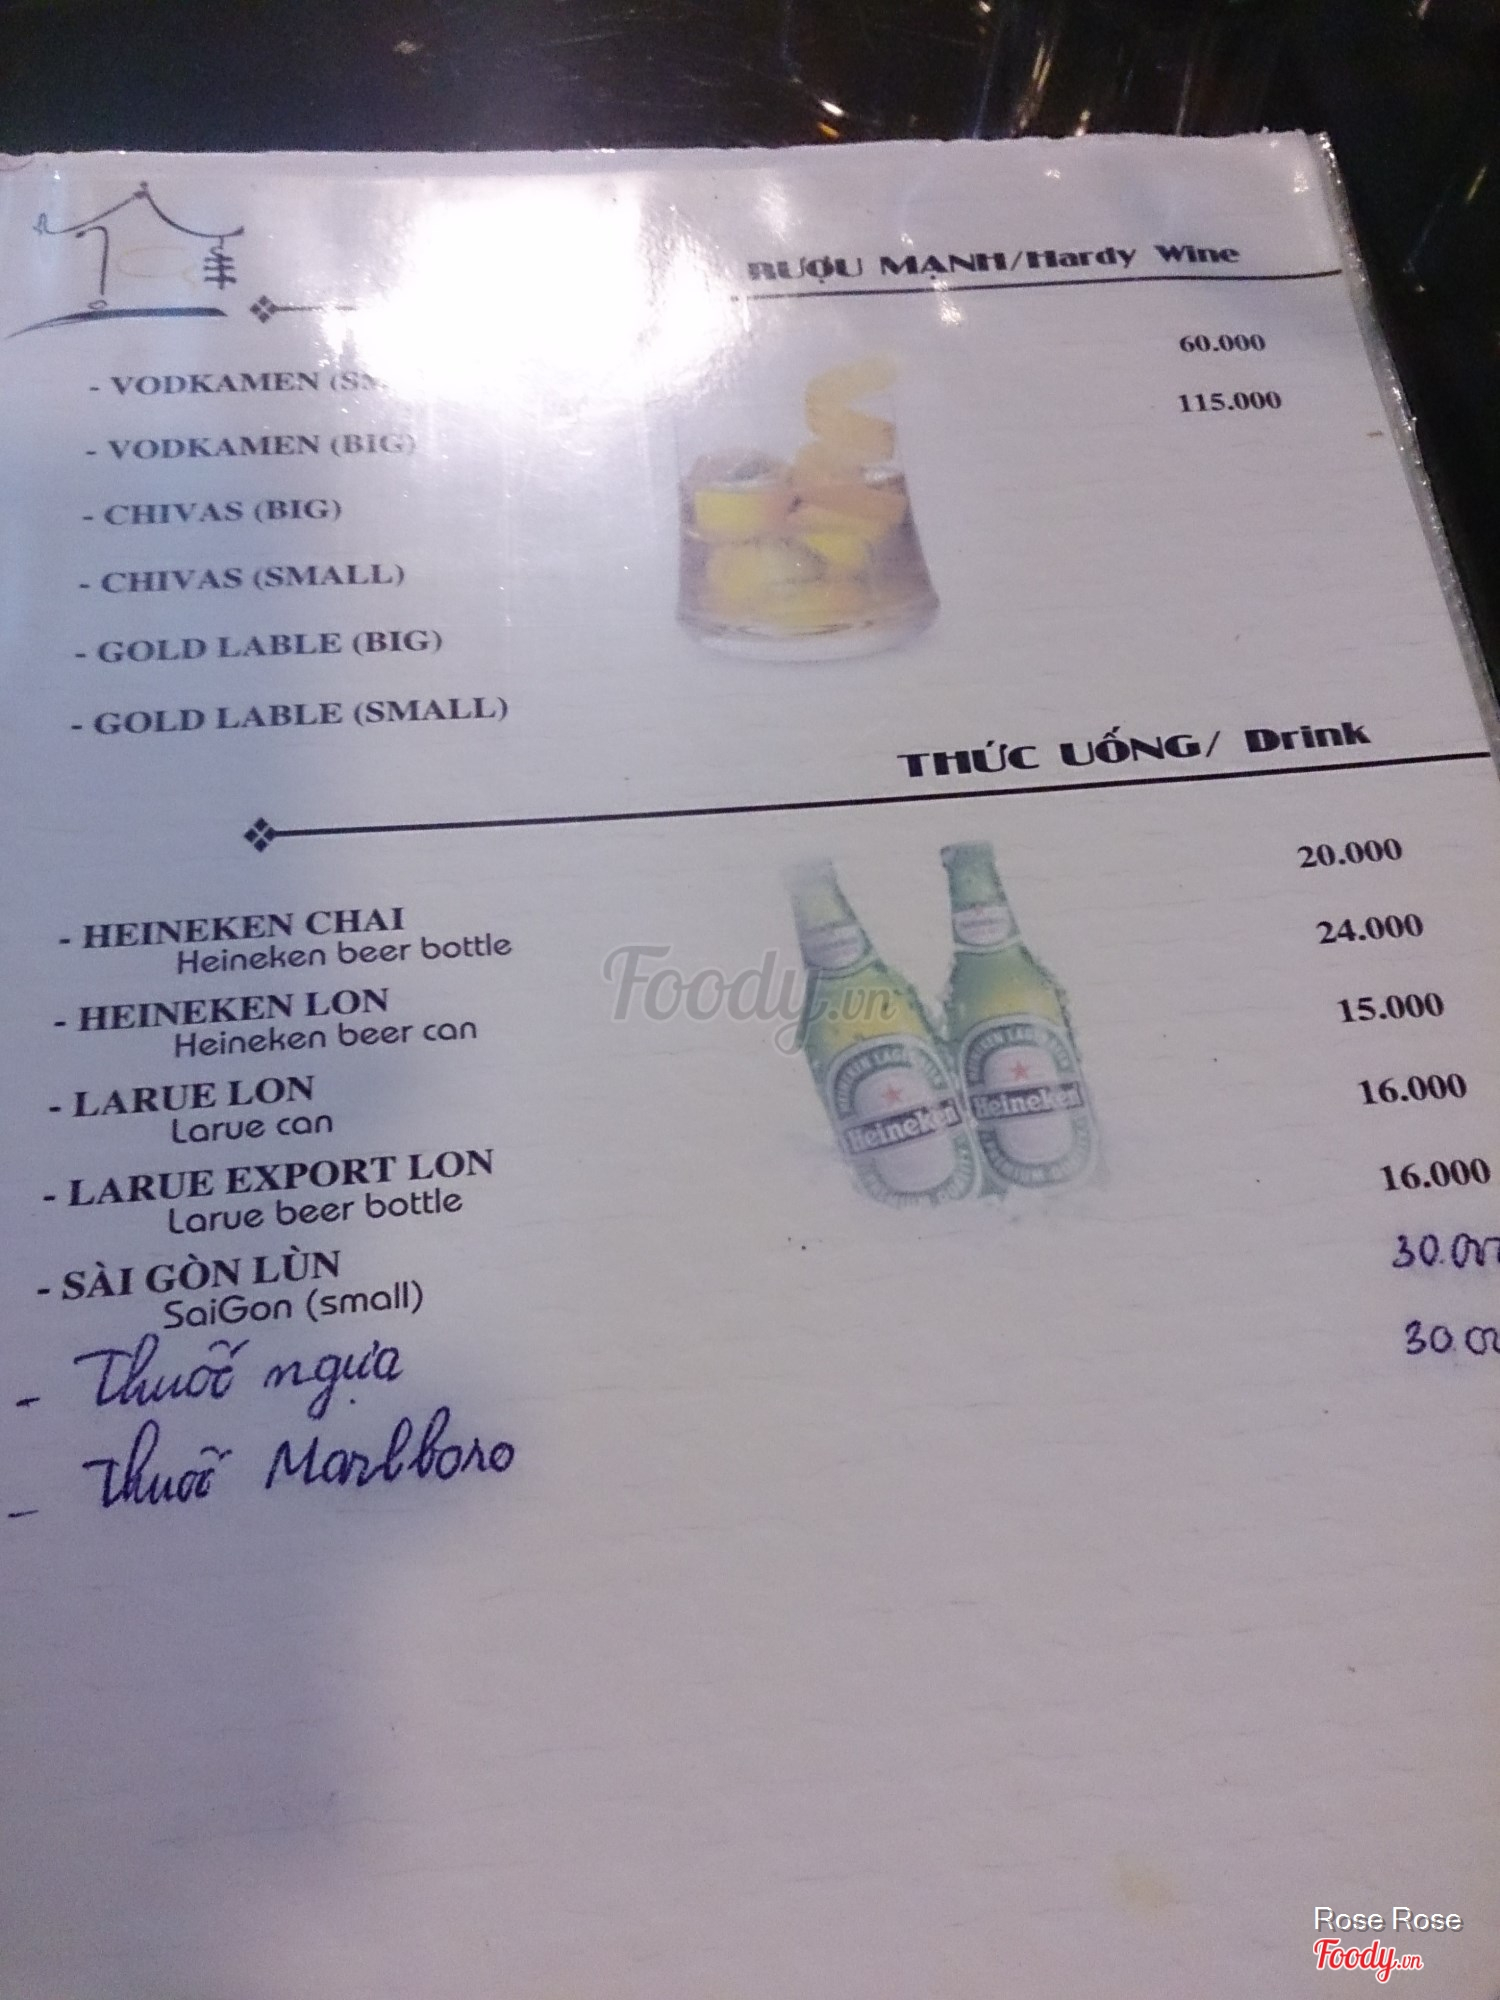 RƯỢU MẠNH/Hardy Wine
- VODKAMEN 60.000
- VODKAMEN (BIG) 115.000
- CHIVAS (BIG)
- CHIVAS (SMALL)
- GOLD LABLE (BIG)
- GOLD LABLE (SMALL)
THỨC UỐNG/ Drink
- HEINEKEN CHAI 20.000
Heineken beer bottle
- HEINEKEN LON 24.000
Heineken beer can
- LARUE LON 15.000
Larue can
- LARUE EXPORT LON 16.000
Larue beer bottle
- SÀI GÒN LÙN 16.000
SaiGon (small)
- Thuốc ngựa
- Thuốc Marlboro
Heineken
Heineken
Foody.vn
Rose Rose
Foody.vn